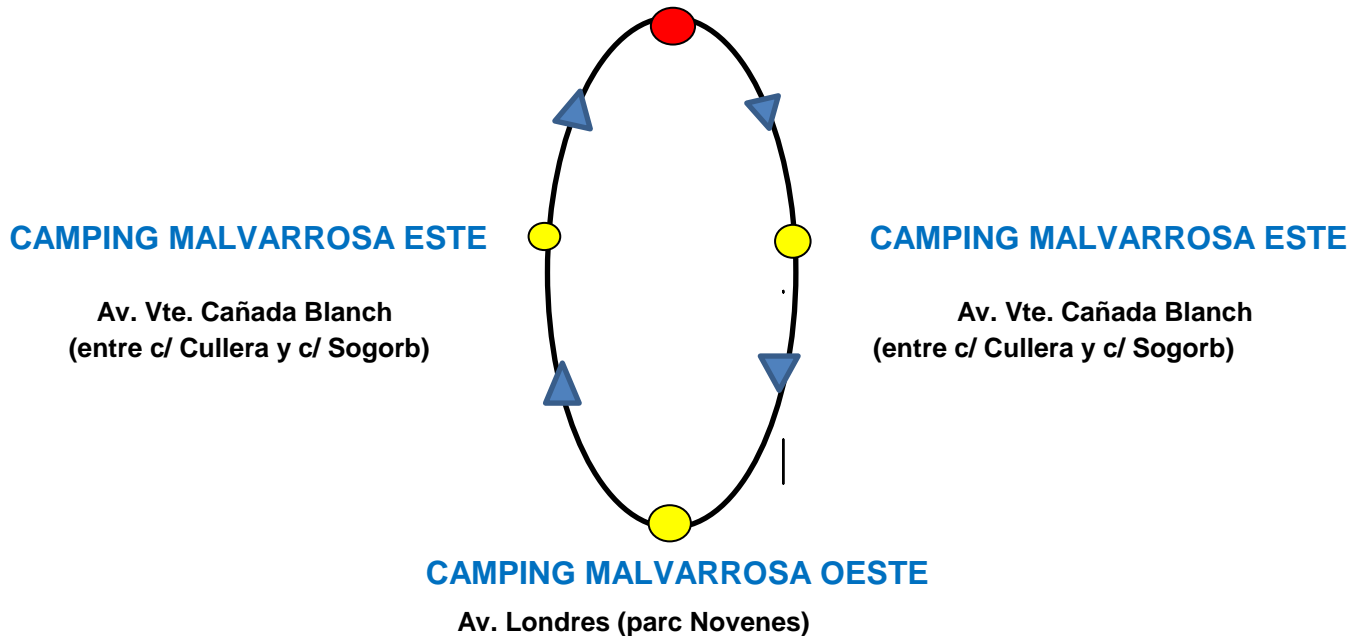 CAMPING MALVARROSA ESTE
Av. Vte. Cañada Blanch
(entre c/ Cullera y c/ Sogorb)
CAMPING MALVARROSA ESTE
Av. Vte. Cañada Blanch
(entre c/ Cullera y c/ Sogorb)
CAMPING MALVARROSA OESTE
Av. Londres (parc Novenes)